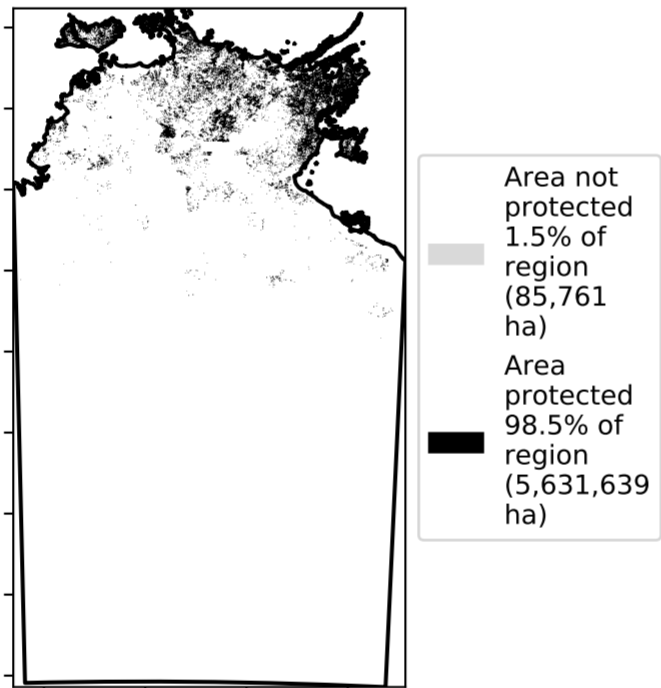 Area not
protected
1.5% of
region
(85,761
ha)
Area
protected
98.5% of
region
(5,631,639
ha)